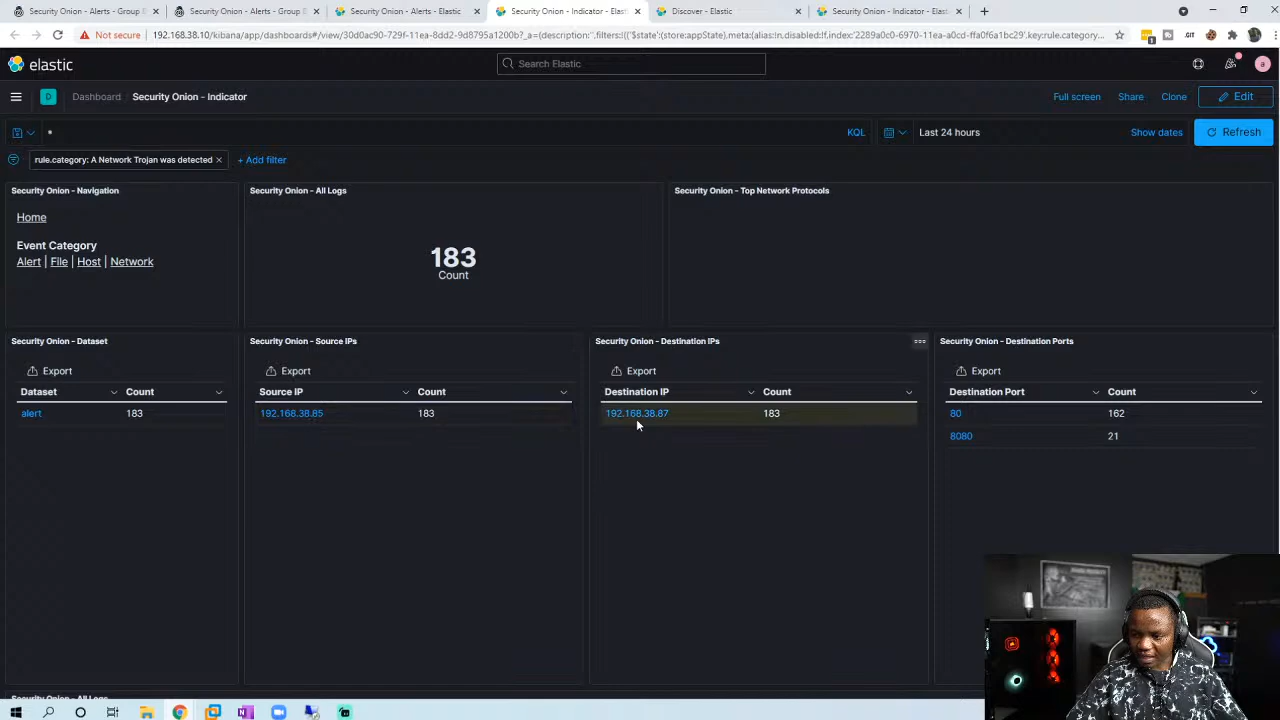 Security Onion - Alerts - Group B
Security Onion - Alerts - Group B
Security Onion - Alerts - Elastic
Security Onion - Indicator - Elast
Discover - Elastic
Security Onion - Indicator - Elast
Not secure
192.168.38.10/kibana/app/dashboards#/view/30d0ac90-729f-11ea-8dd2-9d8795a1200b?_a=(description:'',filters:!(('$state':(store:appState),meta:(alias:!n,disabled:!f,index:'2289a0c0-6970-11ea-a0cd-ffa0f6a1bc29',key:rule.category...
elastic
Search Elastic
a
D
Dashboard
Security Onion - Indicator
Full screen
Share
Clone
Edit
*
KQL
Last 24 hours
Show dates
Refresh
rule.category: A Network Trojan was detected ×
+ Add filter
Security Onion - Navigation
Security Onion - All Logs
Security Onion - Top Network Protocols
Home
Event Category
Alert | File | Host | Network
183
Count
Security Onion - Dataset
Security Onion - Source IPs
Security Onion - Destination IPs
Security Onion - Destination Ports
Export
Export
Export
Export
Dataset Count
Source IP Count
Destination IP Count
Destination Port Count
alert 183
192.168.38.85 183
192.168.38.87 183
80 162
8080 21
Security Onion - All Logs